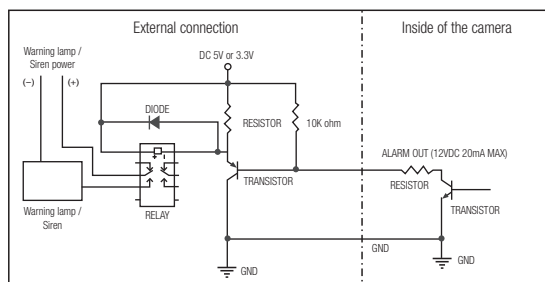 External connection
Inside of the camera
Warning lamp /
Siren power
(−)
(+)
DC 5V or 3.3V
DIODE
RESISTOR
10K ohm
ALARM OUT (12VDC 20mA MAX)
TRANSISTOR
RESISTOR
TRANSISTOR
Warning lamp /
Siren
RELAY
GND
GND
GND